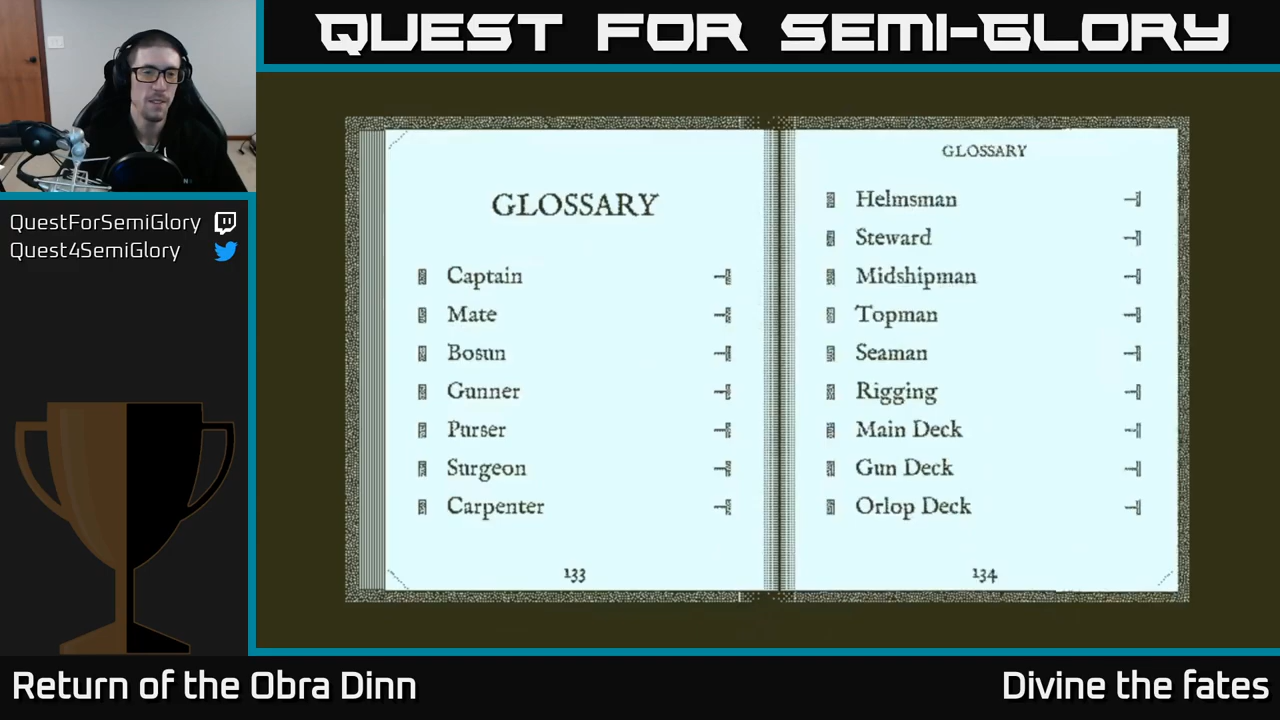 QUEST FOR SEMI-GLORY
QuestForSemiGlory
Quest4SemiGlory
GLOSSARY
Captain
Mate
Bosun
Gunner
Purser
Surgeon
Carpenter
133
GLOSSARY
Helmsman
Steward
Midshipman
Topman
Seaman
Rigging
Main Deck
Gun Deck
Orlop Deck
134
Return of the Obra Dinn
Divine the fates